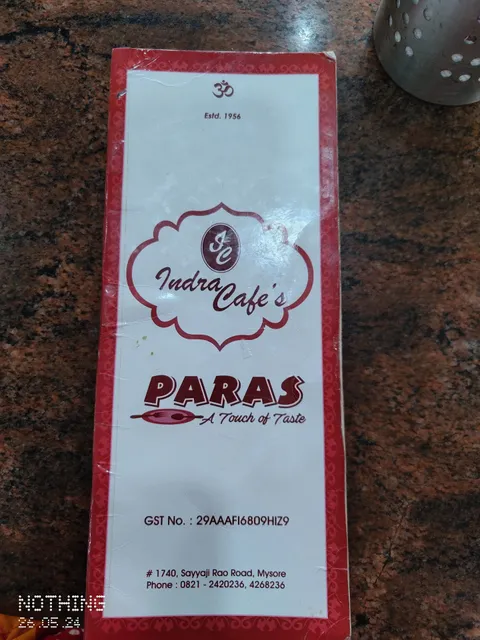 ॐ
Estd. 1956
IC
Indra
Cafe's
PARAS
A Touch of Taste
GST No. : 29AAAFI6809HIZ9
# 1740, Sayyaji Rao Road, Mysore
Phone : 0821 - 2420236, 4268236
NOTHING
26.05.24